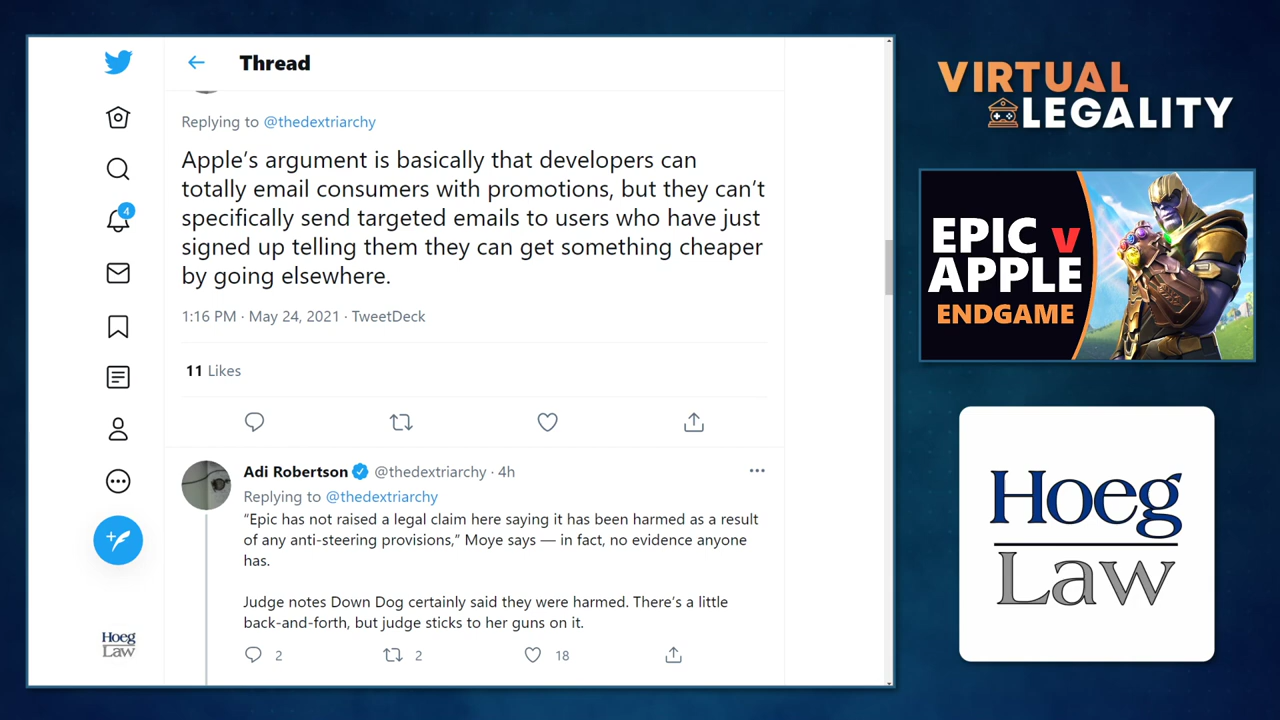 Thread
Replying to @thedextriarchy
Apple's argument is basically that developers can
totally email consumers with promotions, but they can't
specifically send targeted emails to users who have just
signed up telling them they can get something cheaper
by going elsewhere.
1:16 PM · May 24, 2021 · TweetDeck
11 Likes
Adi Robertson @thedextriarchy · 4h
Replying to @thedextriarchy
“Epic has not raised a legal claim here saying it has been harmed as a result
of any anti-steering provisions,” Moye says — in fact, no evidence anyone
has.
Judge notes Down Dog certainly said they were harmed. There's a little
back-and-forth, but judge sticks to her guns on it.
2 2 18
4
Hoeg
Law
VIRTUAL
LEGALITY
EPIC v
APPLE
ENDGAME
Hoeg
Law